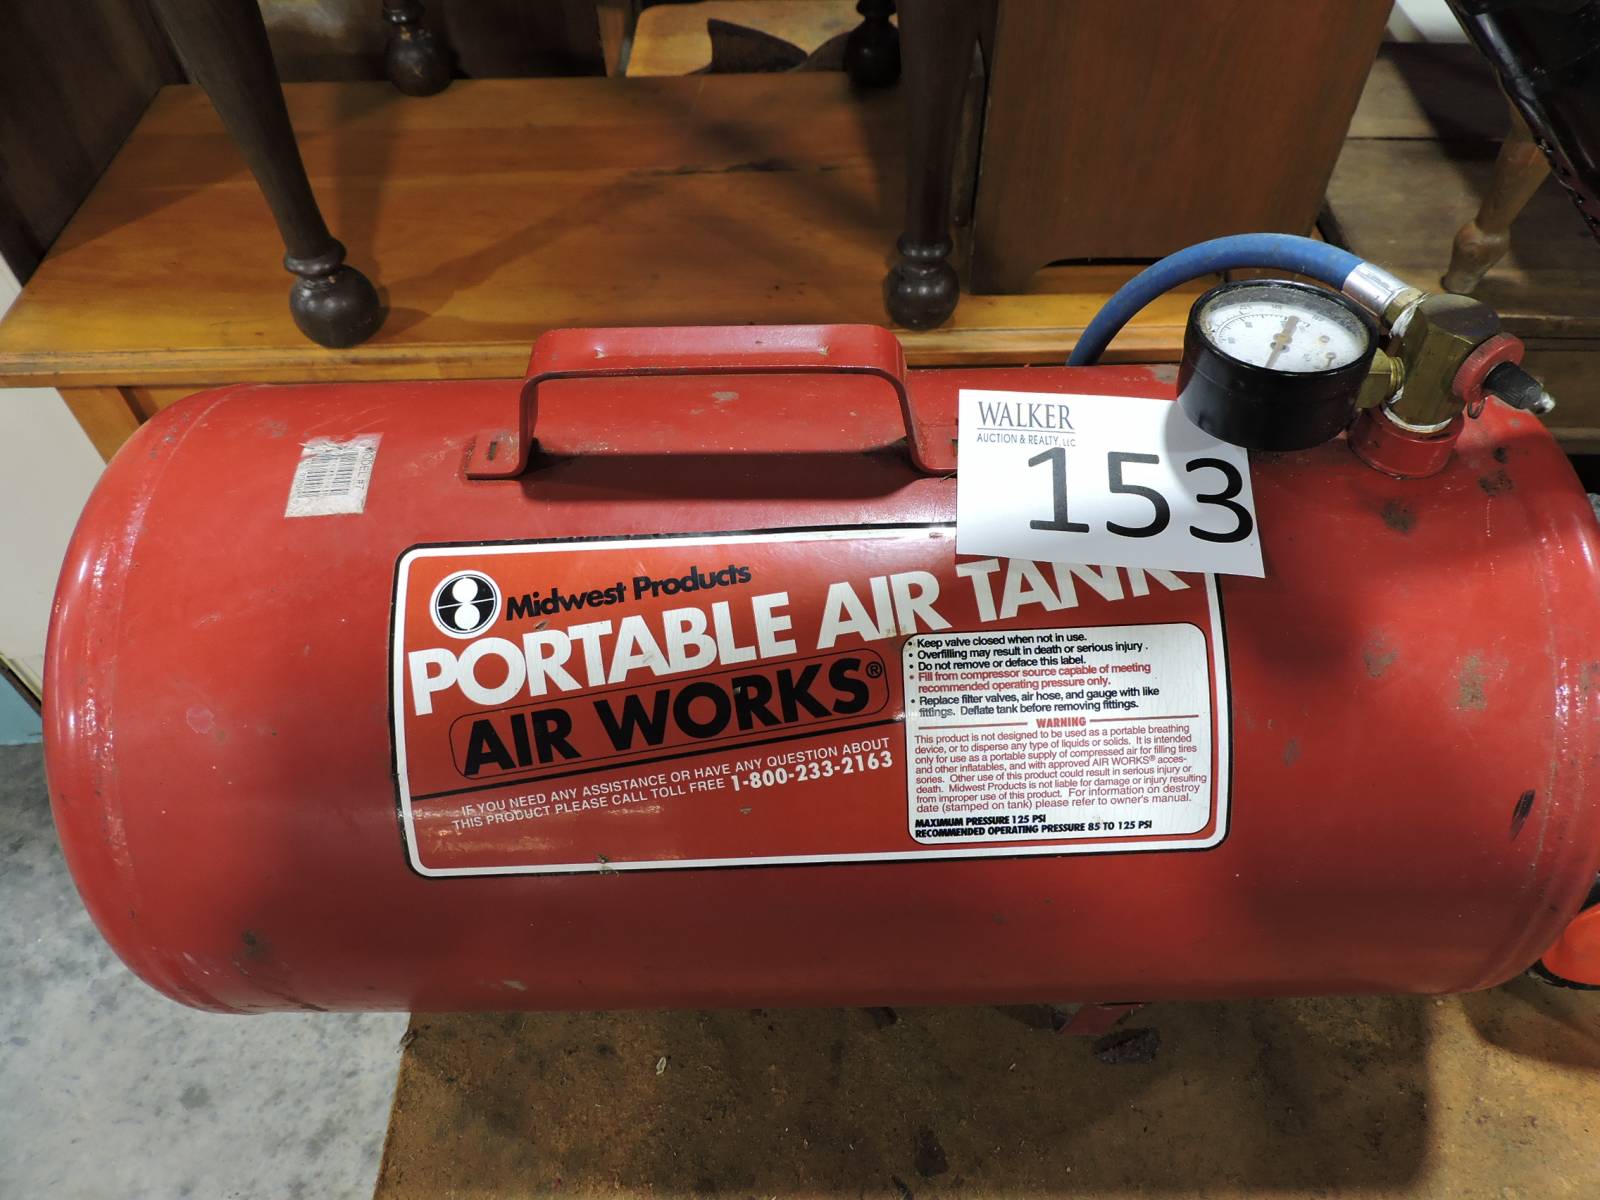 WALKER
AUCTION & REALTY, LLC
153
MODEL #7
Midwest Products
PORTABLE AIR TANK
AIR WORKS®
IF YOU NEED ANY ASSISTANCE OR HAVE ANY QUESTION ABOUT
THIS PRODUCT PLEASE CALL TOLL FREE 1-800-233-2163
• Keep valve closed when not in use.
• Overfilling may result in death or serious injury.
• Do not remove or deface this label.
• Fill from compressor source capable of meeting
recommended operating pressure only.
• Replace filter valves, air hose, and gauge with like
fittings. Deflate tank before removing fittings.
WARNING
This product is not designed to be used as a portable breathing
device, or to disperse any type of liquids or solids. It is intended
only for use as a portable supply of compressed air for filling tires
and other inflatables, and with approved AIR WORKS® acces-
sories. Other use of this product could result in serious injury or
death. Midwest Products is not liable for damage or injury resulting
from improper use of this product. For information on destroy
date (stamped on tank) please refer to owner's manual.
MAXIMUM PRESSURE 125 PSI
RECOMMENDED OPERATING PRESSURE 85 TO 125 PSI